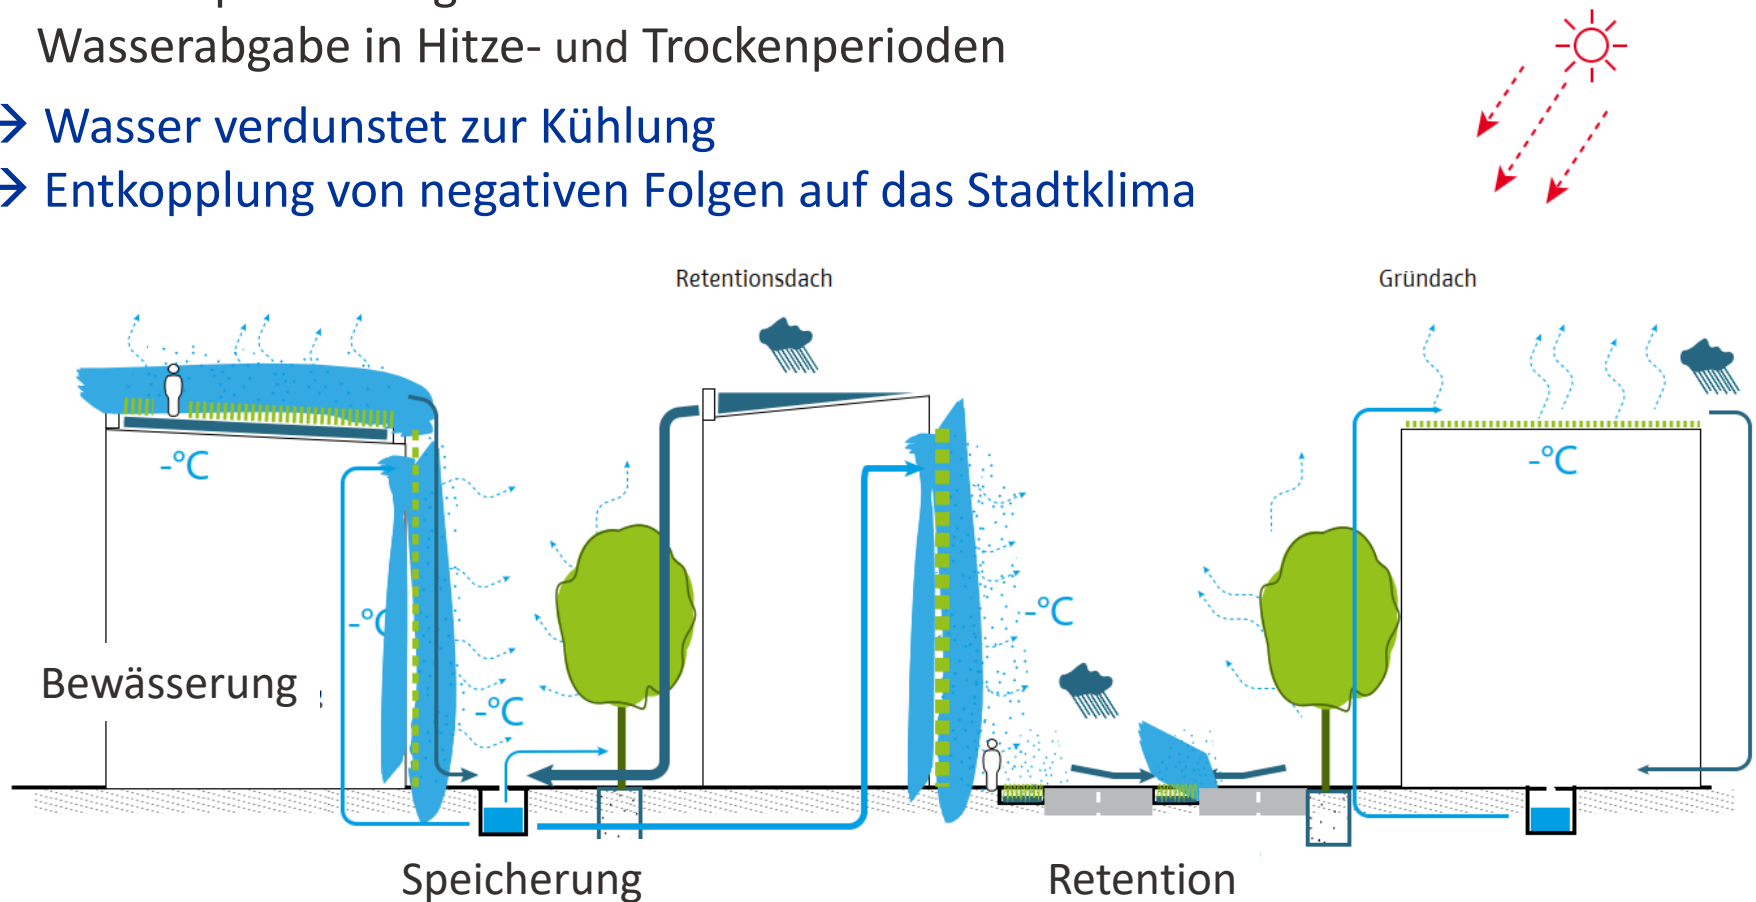 Wasserabgabe in Hitze- und Trockenperioden
→ Wasser verdunstet zur Kühlung
→ Entkopplung von negativen Folgen auf das Stadtklima
Retentionsdach
Gründach
-°C
-°C
-°C
-°C
Bewässerung
-°C
Speicherung
Retention